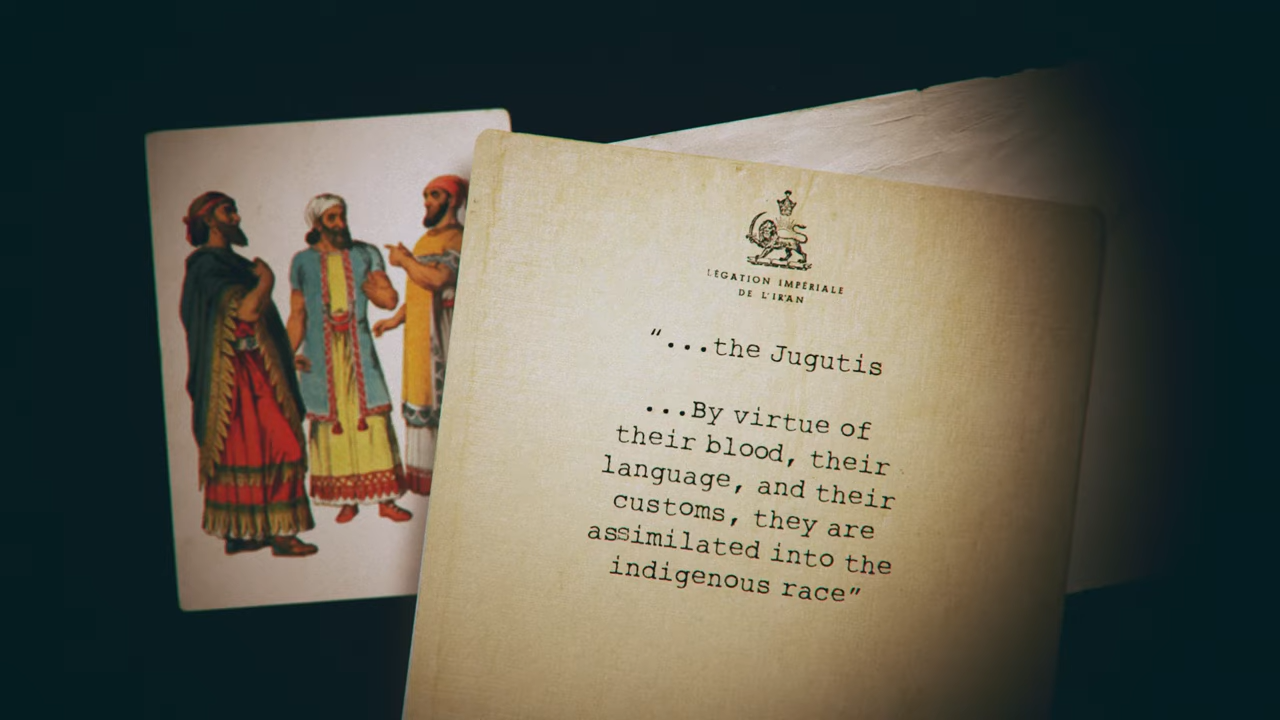 LÉGATION IMPÉRIALE
DE L'IRAN
“...the Jugutis
...By virtue of
their blood, their
language, and their
customs, they are
assimilated into the
indigenous race”